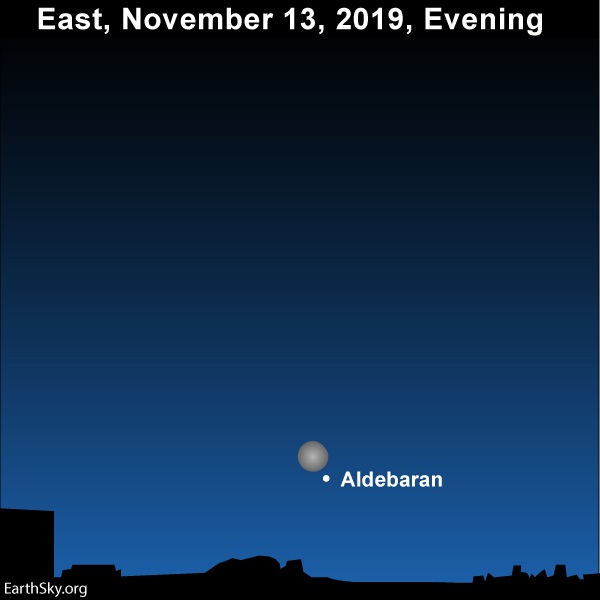 East, November 13, 2019, Evening
Aldebaran
EarthSky.org